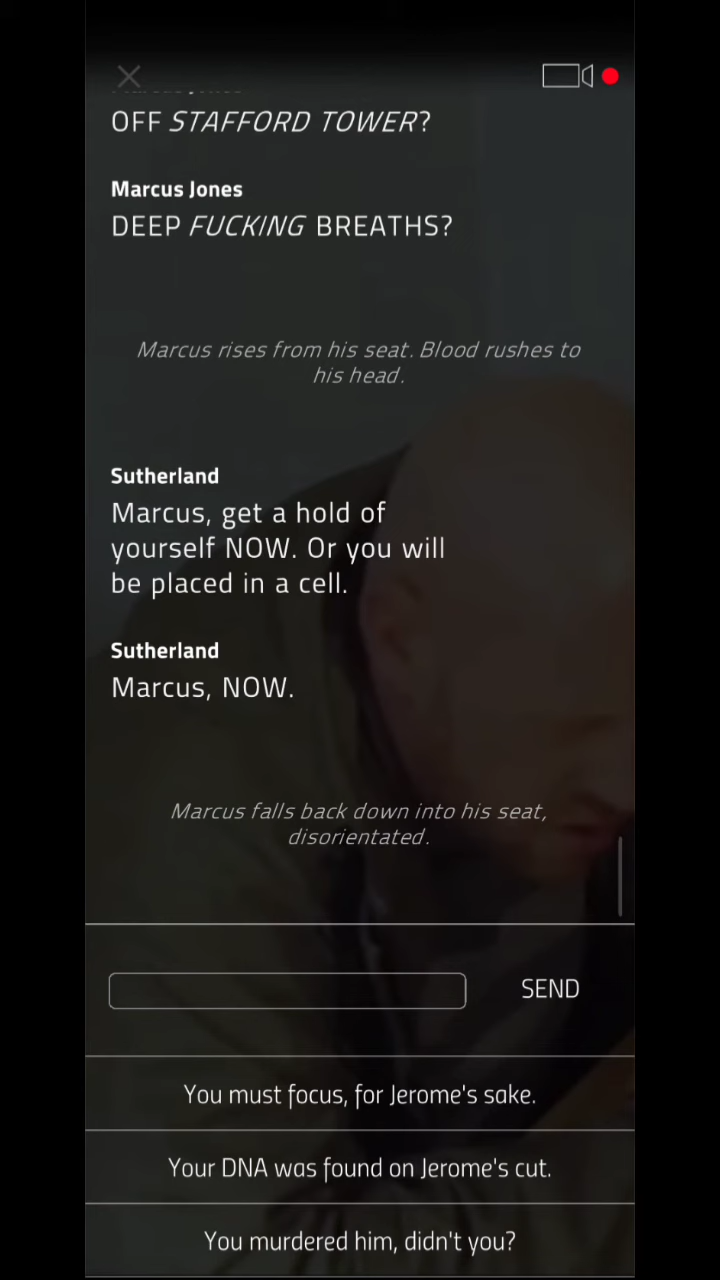 OFF STAFFORD TOWER?
Marcus Jones
DEEP FUCKING BREATHS?
Marcus rises from his seat. Blood rushes to
his head.
Sutherland
Marcus, get a hold of
yourself NOW. Or you will
be placed in a cell.
Sutherland
Marcus, NOW.
Marcus falls back down into his seat,
disorientated.
SEND
You must focus, for Jerome's sake.
Your DNA was found on Jerome's cut.
You murdered him, didn't you?